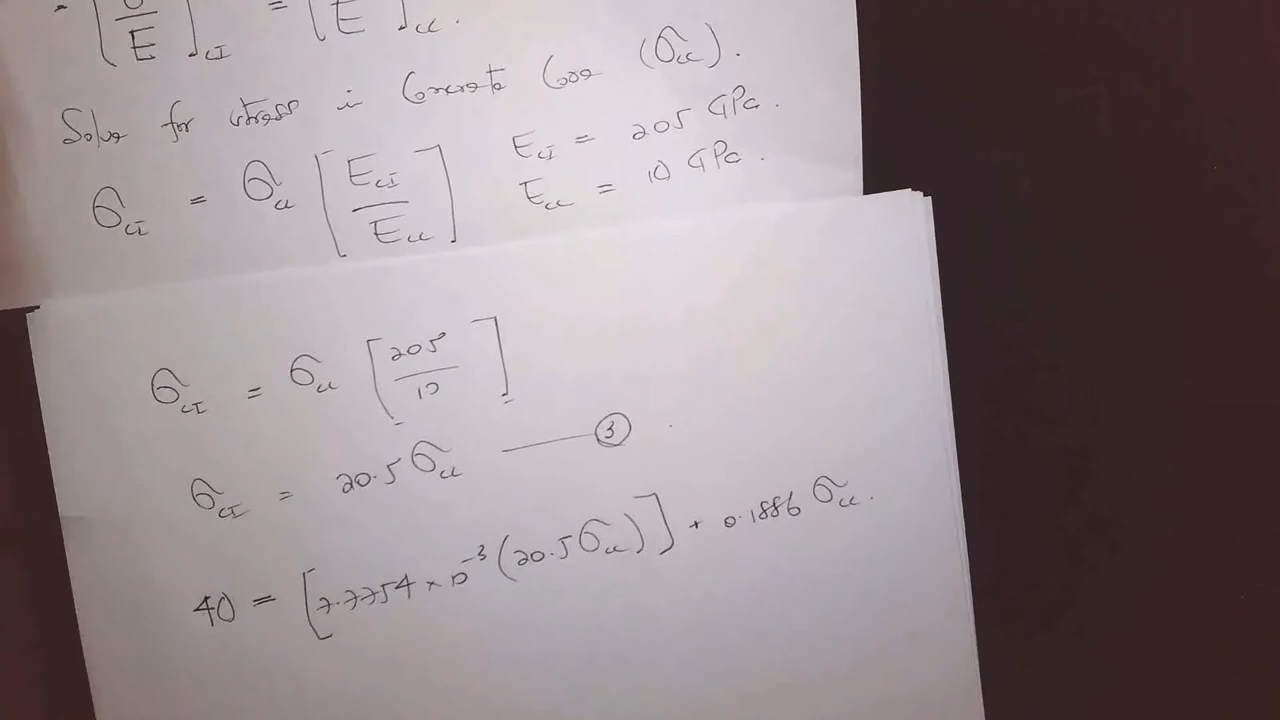 = [σ/E]_CI = [σ/E]_CC.
Solve for stress in Concrete Core (σ_CC).
σ_CI = σ_CC [E_CI / E_CC] E_CI = 205 GPa.
E_CC = 10 GPa.
σ_CI = σ_CC [205 / 10]
σ_CI = 20.5 σ_CC —— ③
40 = [7.7754 × 10⁻³ (20.5 σ_CC)] + 0.1886 σ_CC.